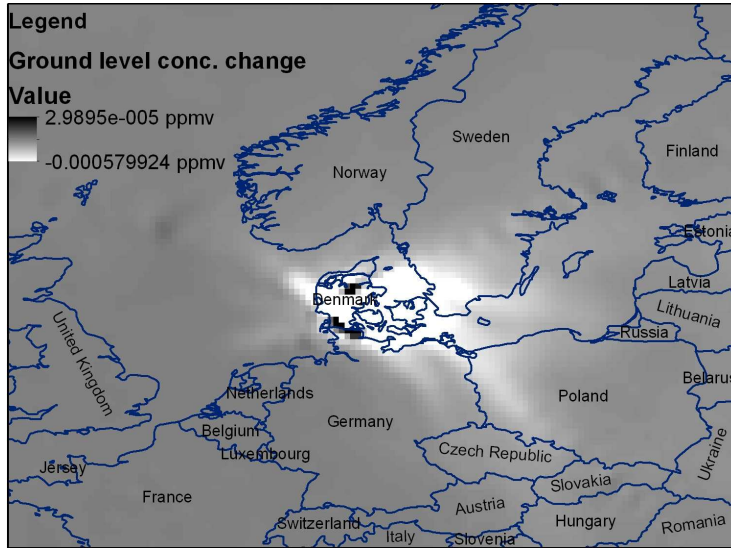 Legend
Ground level conc. change
Value
2.9895e-005 ppmv
-0.000579924 ppmv
Sweden
Norway
Finland
Estonia
Latvia
Lithuania
Russia
Denmark
United Kingdom
Netherlands
Belgium
Luxembourg
Germany
Poland
Belarus
Ukraine
Czech Republic
Slovakia
Jersey
France
Austria
Hungary
Romania
Switzerland
Italy
Slovenia